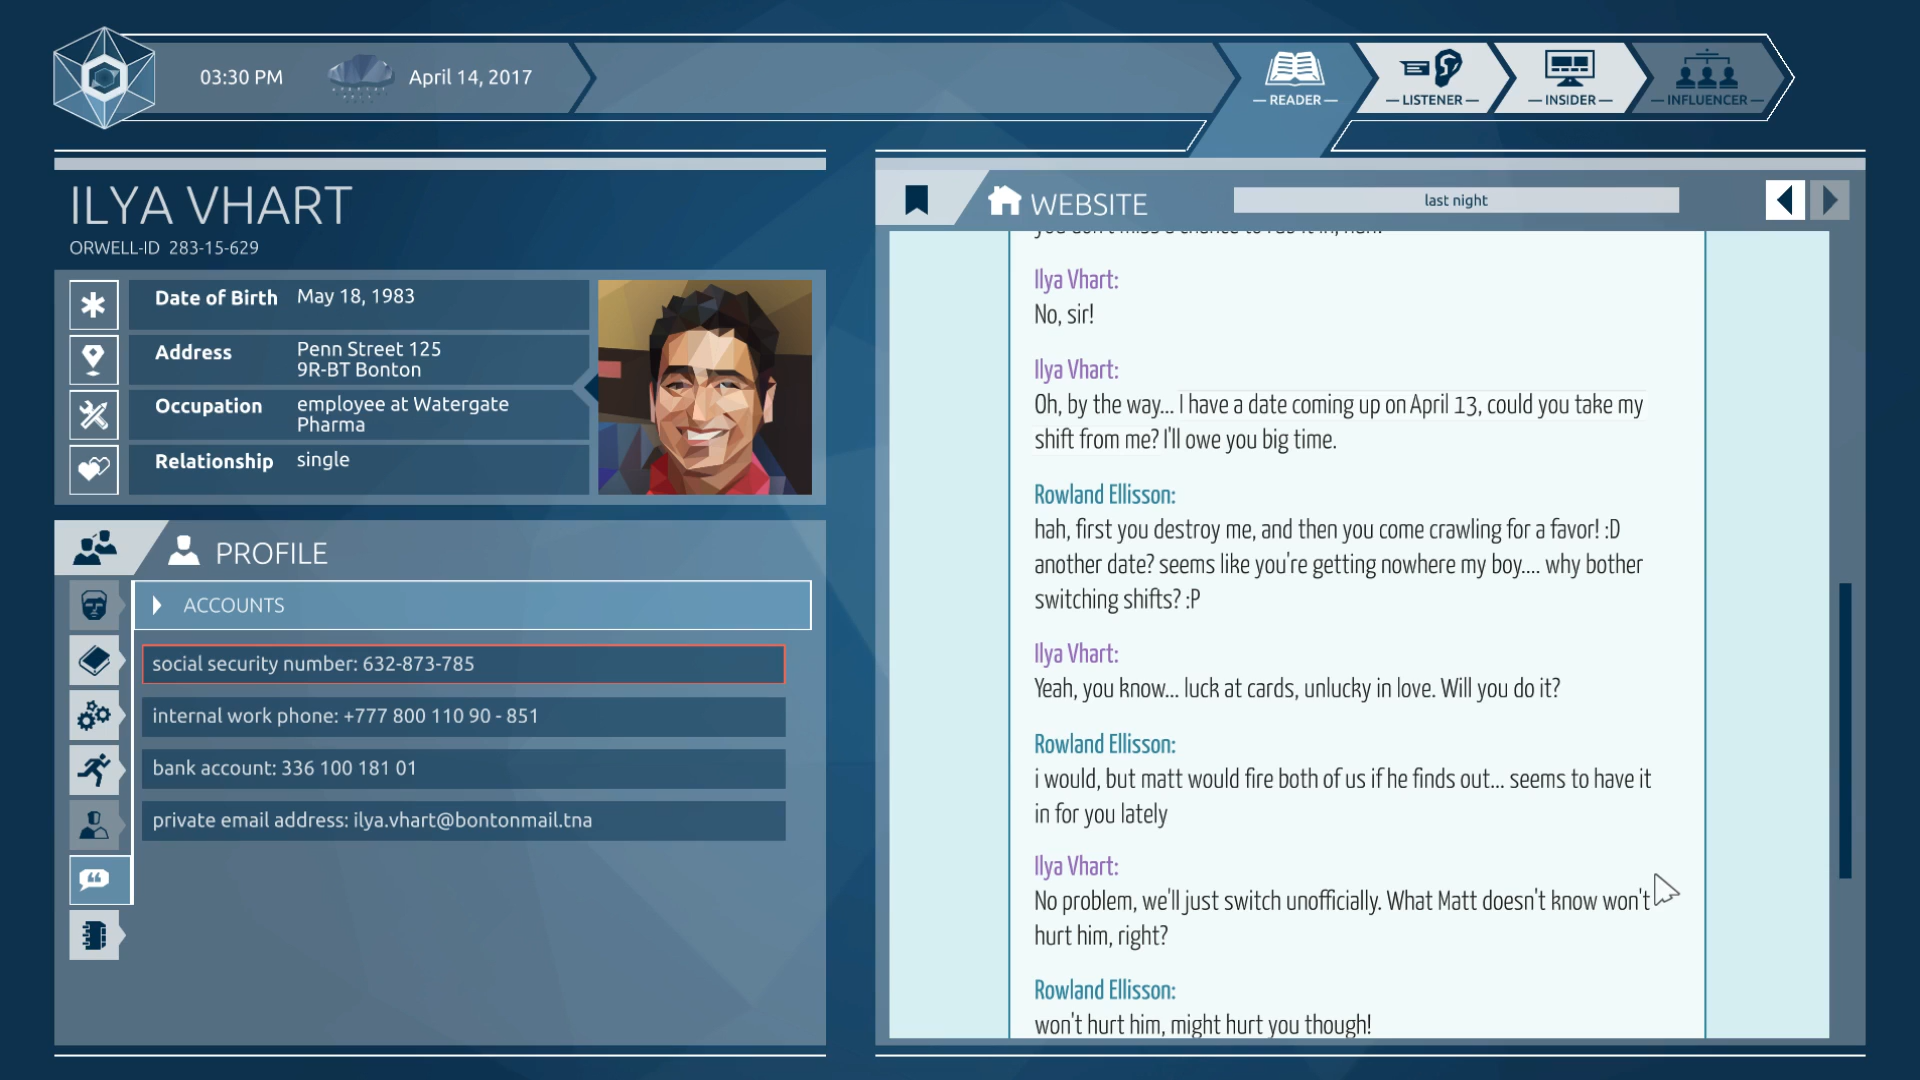 03:30 PM
April 14, 2017
READER
LISTENER
INSIDER
INFLUENCER
ILYA VHART
ORWELL-ID 283-15-629
Date of Birth May 18, 1983
Address Penn Street 125
9R-BT Bonton
Occupation employee at Watergate
Pharma
Relationship single
PROFILE
ACCOUNTS
social security number: 632-873-785
internal work phone: +777 800 110 90 - 851
bank account: 336 100 181 01
private email address: ilya.vhart@bontonmail.tna
WEBSITE
last night
Ilya Vhart:
No, sir!
Ilya Vhart:
Oh, by the way... I have a date coming up on April 13, could you take my
shift from me? I'll owe you big time.
Rowland Ellisson:
hah, first you destroy me, and then you come crawling for a favor! :D
another date? seems like you're getting nowhere my boy.... why bother
switching shifts? :P
Ilya Vhart:
Yeah, you know... luck at cards, unlucky in love. Will you do it?
Rowland Ellisson:
i would, but matt would fire both of us if he finds out... seems to have it
in for you lately
Ilya Vhart:
No problem, we'll just switch unofficially. What Matt doesn't know won't
hurt him, right?
Rowland Ellisson:
won't hurt him, might hurt you though!